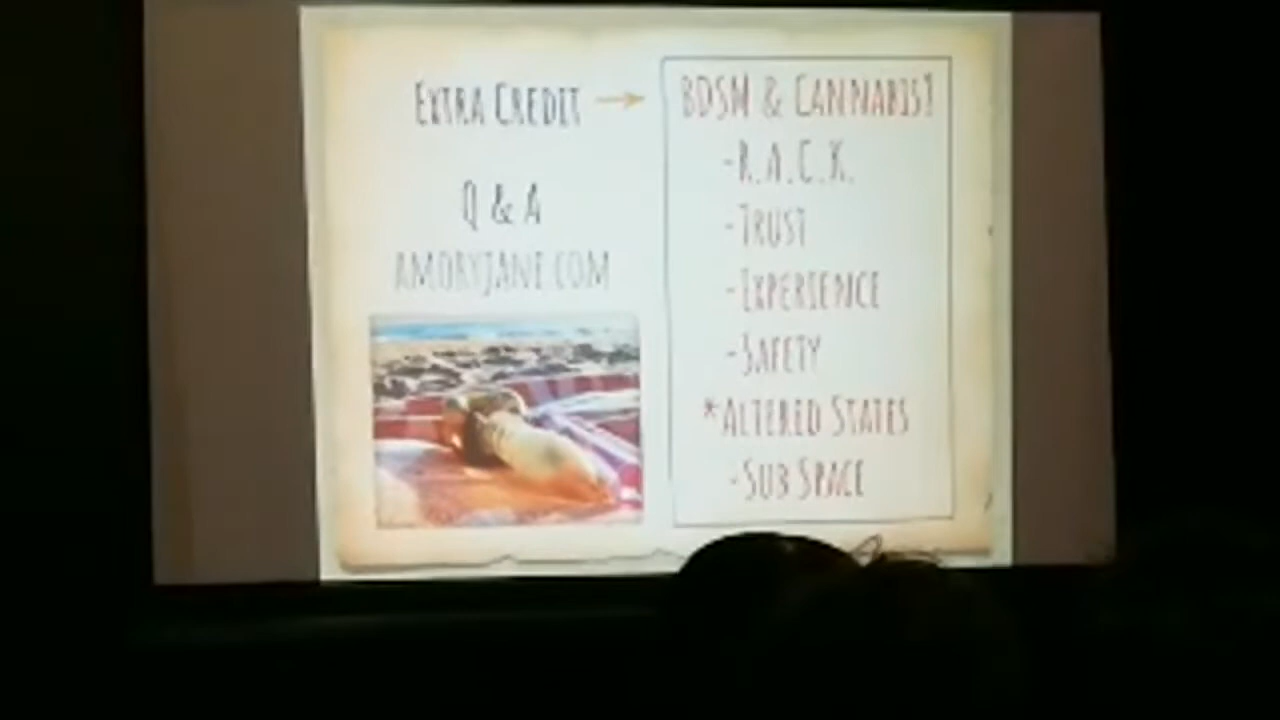 EXTRA CREDIT →
Q & A
AMORYJANE.COM
BDSM & CANNABIS?
-R.A.C.K.
-TRUST
-EXPERIENCE
-SAFETY
*ALTERED STATES
-SUB SPACE